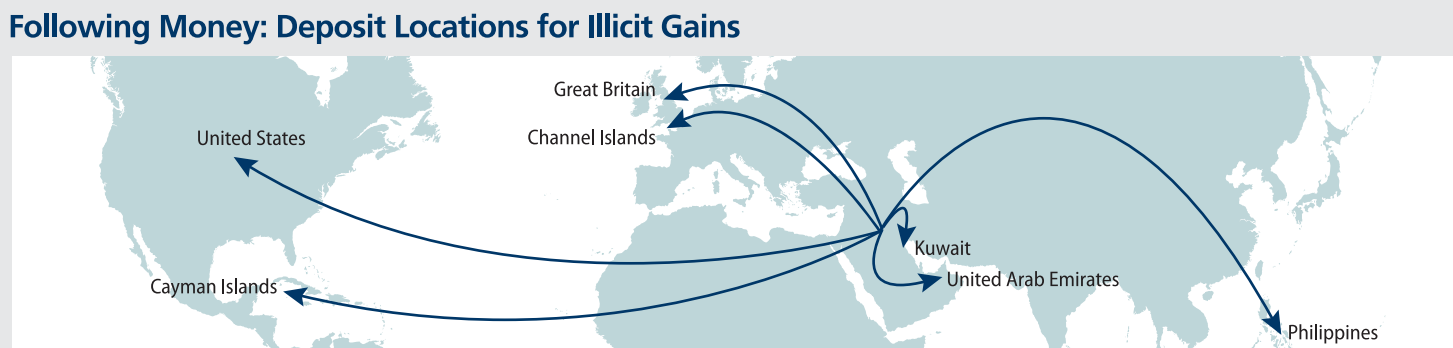 Following Money: Deposit Locations for Illicit Gains
Great Britain
United States
Channel Islands
Kuwait
Cayman Islands
United Arab Emirates
Philippines